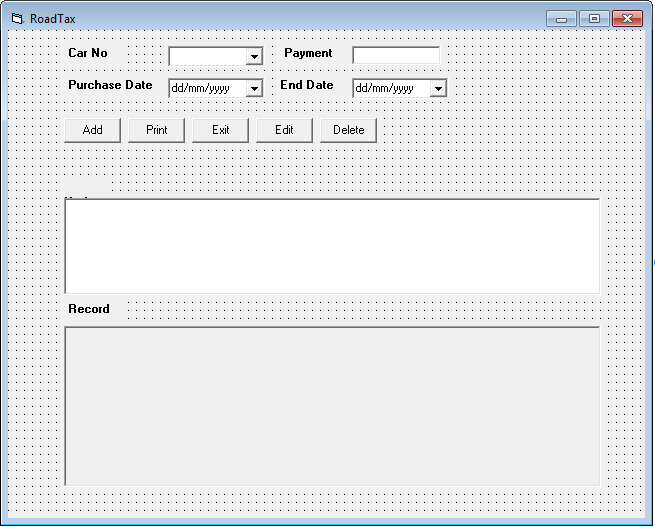 RoadTax
Car No
Payment
Purchase Date dd/mm/yyyy
End Date dd/mm/yyyy
Add Print Exit Edit Delete
Record